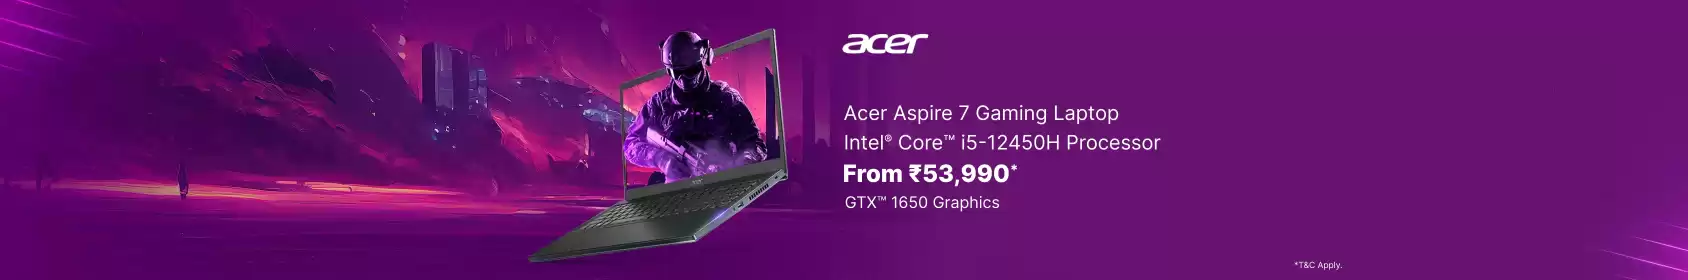 acer
Acer Aspire 7 Gaming Laptop
Intel® Core™ i5-12450H Processor
From ₹53,990*
GTX™ 1650 Graphics
*T&C Apply.